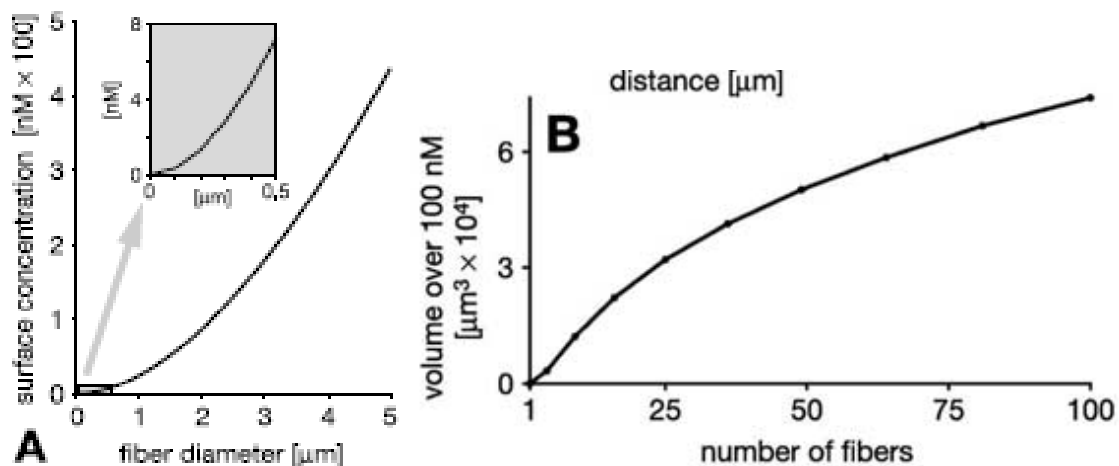 surface concentration [nM × 100]
5
4
3
2
1
0
0 1 2 3 4 5
fiber diameter [μm]
A
[nM]
8
4
0
0 0.5
[μm]
distance [μm]
B
volume over 100 nM
[μm³ × 10⁴]
6
3
0
1 25 50 75 100
number of fibers